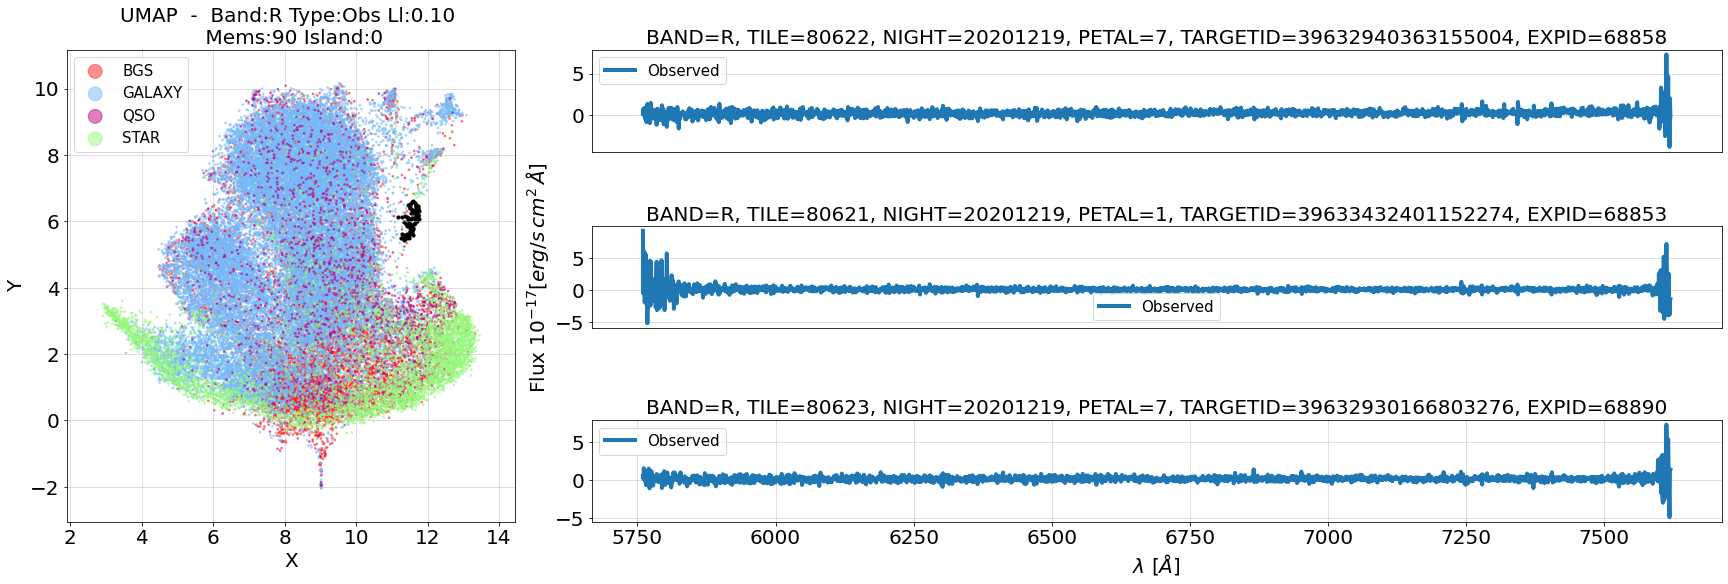 UMAP - Band:R Type:Obs Ll:0.10
Mems:90 Island:0
BGS
GALAXY
QSO
STAR
Y
10
8
6
4
2
0
−2
2 4 6 8 10 12 14
X
Flux 10⁻¹⁷[erg/s cm² Å]
BAND=R, TILE=80622, NIGHT=20201219, PETAL=7, TARGETID=39632940363155004, EXPID=68858
Observed
5
0
BAND=R, TILE=80621, NIGHT=20201219, PETAL=1, TARGETID=39633432401152274, EXPID=68853
5
0
−5
Observed
BAND=R, TILE=80623, NIGHT=20201219, PETAL=7, TARGETID=39632930166803276, EXPID=68890
Observed
5
0
−5
5750 6000 6250 6500 6750 7000 7250 7500
λ [Å]